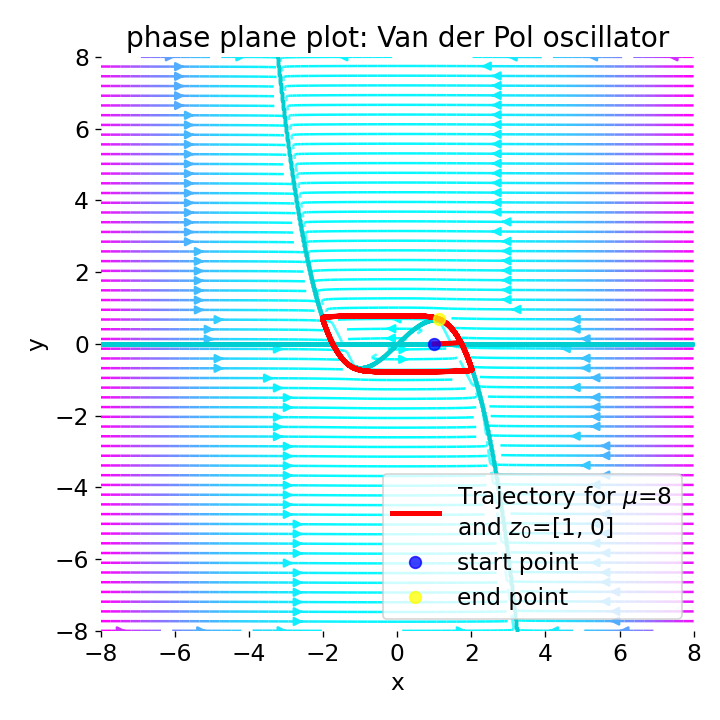 phase plane plot: Van der Pol oscillator
8
6
4
2
0
−2
−4
−6
−8
y
−8 −6 −4 −2 0 2 4 6 8
x
Trajectory for μ=8
and z₀=[1, 0]
start point
end point